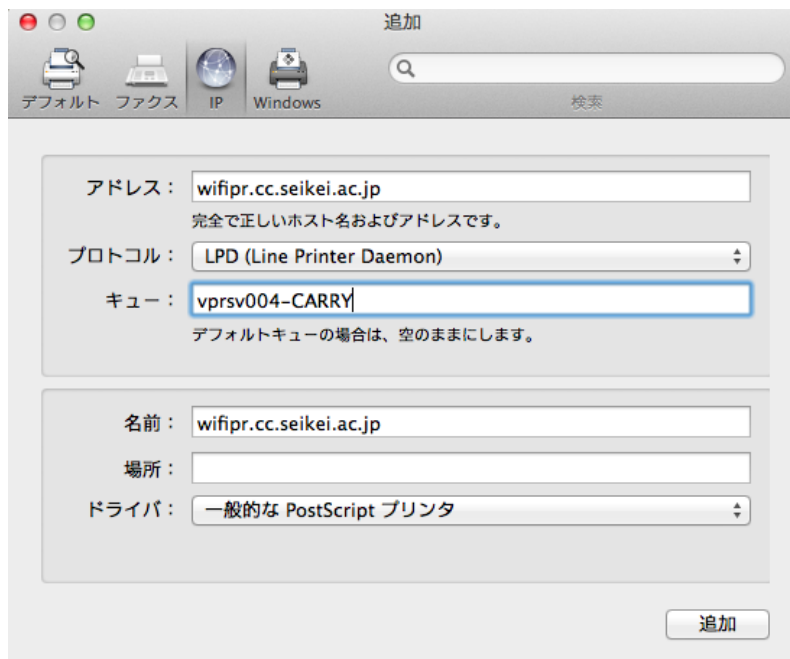 追加
デフォルト ファクス IP Windows
検索
アドレス： wifipr.cc.seikei.ac.jp
完全で正しいホスト名およびアドレスです。
プロトコル： LPD (Line Printer Daemon)
キュー： vprsv004-CARRY
デフォルトキューの場合は、空のままにします。
名前： wifipr.cc.seikei.ac.jp
場所：
ドライバ： 一般的な PostScript プリンタ
追加